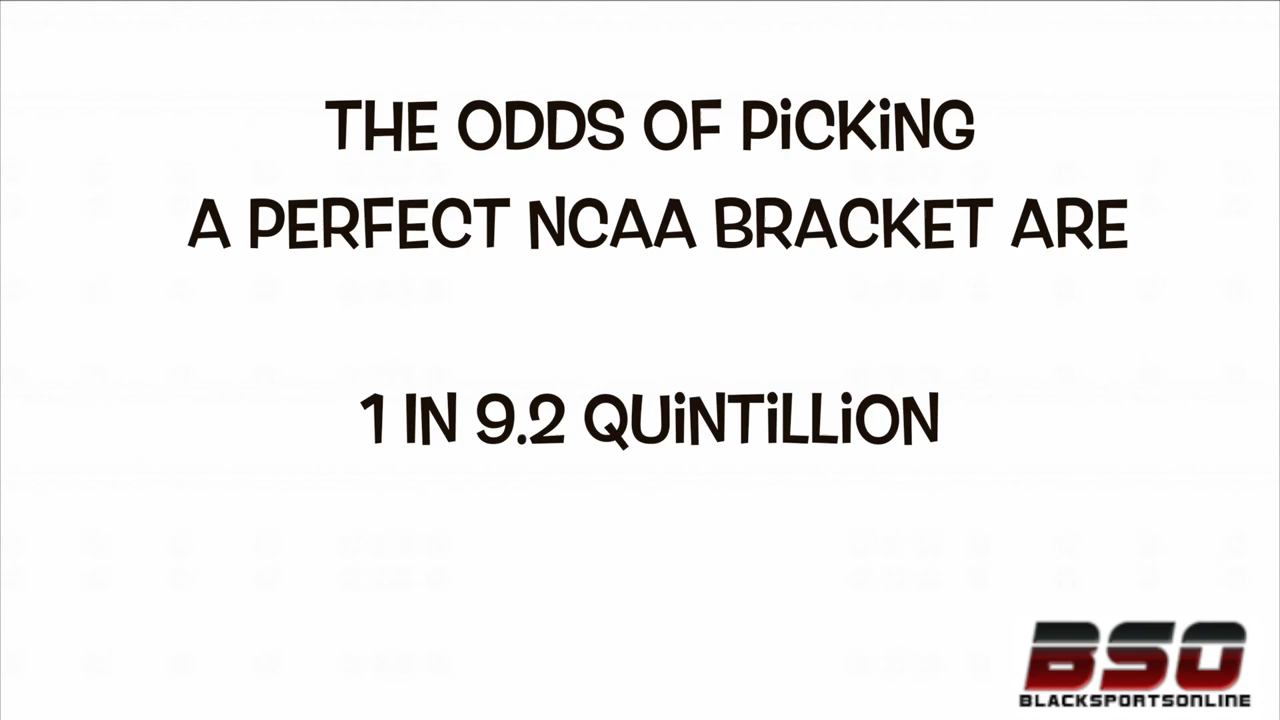 THE ODDS OF PiCKiNG
A PERFECT NCAA BRACKET ARE
1 IN 9.2 QUiNTiLLiON
BSO
BLACKSPORTSONLINE